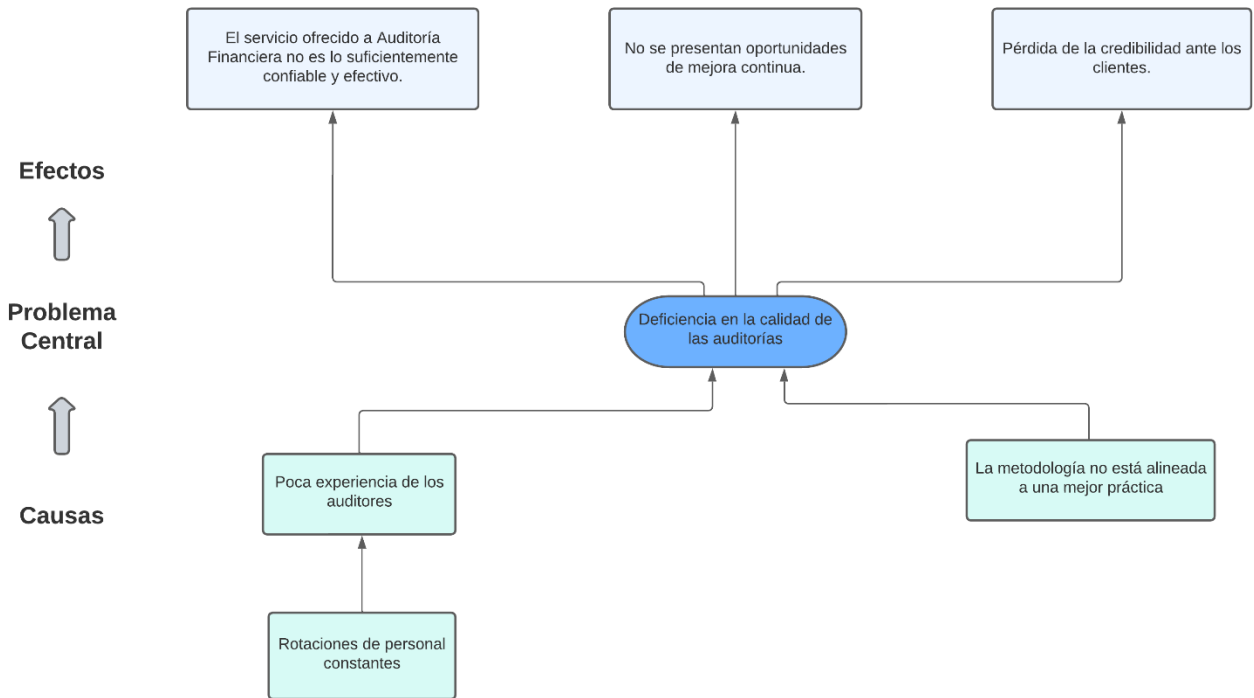 El servicio ofrecido a Auditoría
Financiera no es lo suficientemente
confiable y efectivo.
No se presentan oportunidades
de mejora continua.
Pérdida de la credibilidad ante los
clientes.
Efectos
Problema
Central
Deficiencia en la calidad de
las auditorías
Poca experiencia de los
auditores
La metodología no está alineada
a una mejor práctica
Causas
Rotaciones de personal
constantes